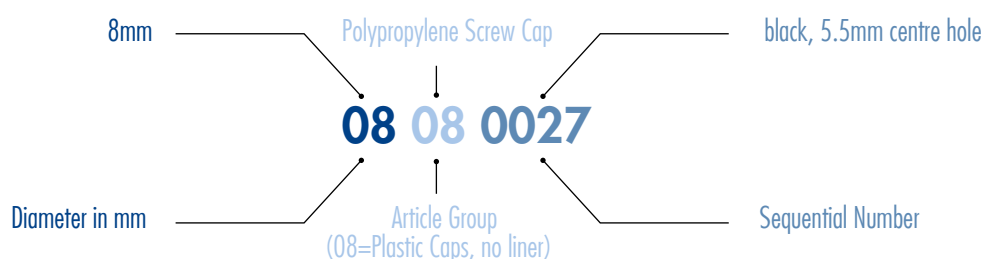 8mm
Polypropylene Screw Cap
black, 5.5mm centre hole
08 08 0027
Diameter in mm
Article Group
(08=Plastic Caps, no liner)
Sequential Number